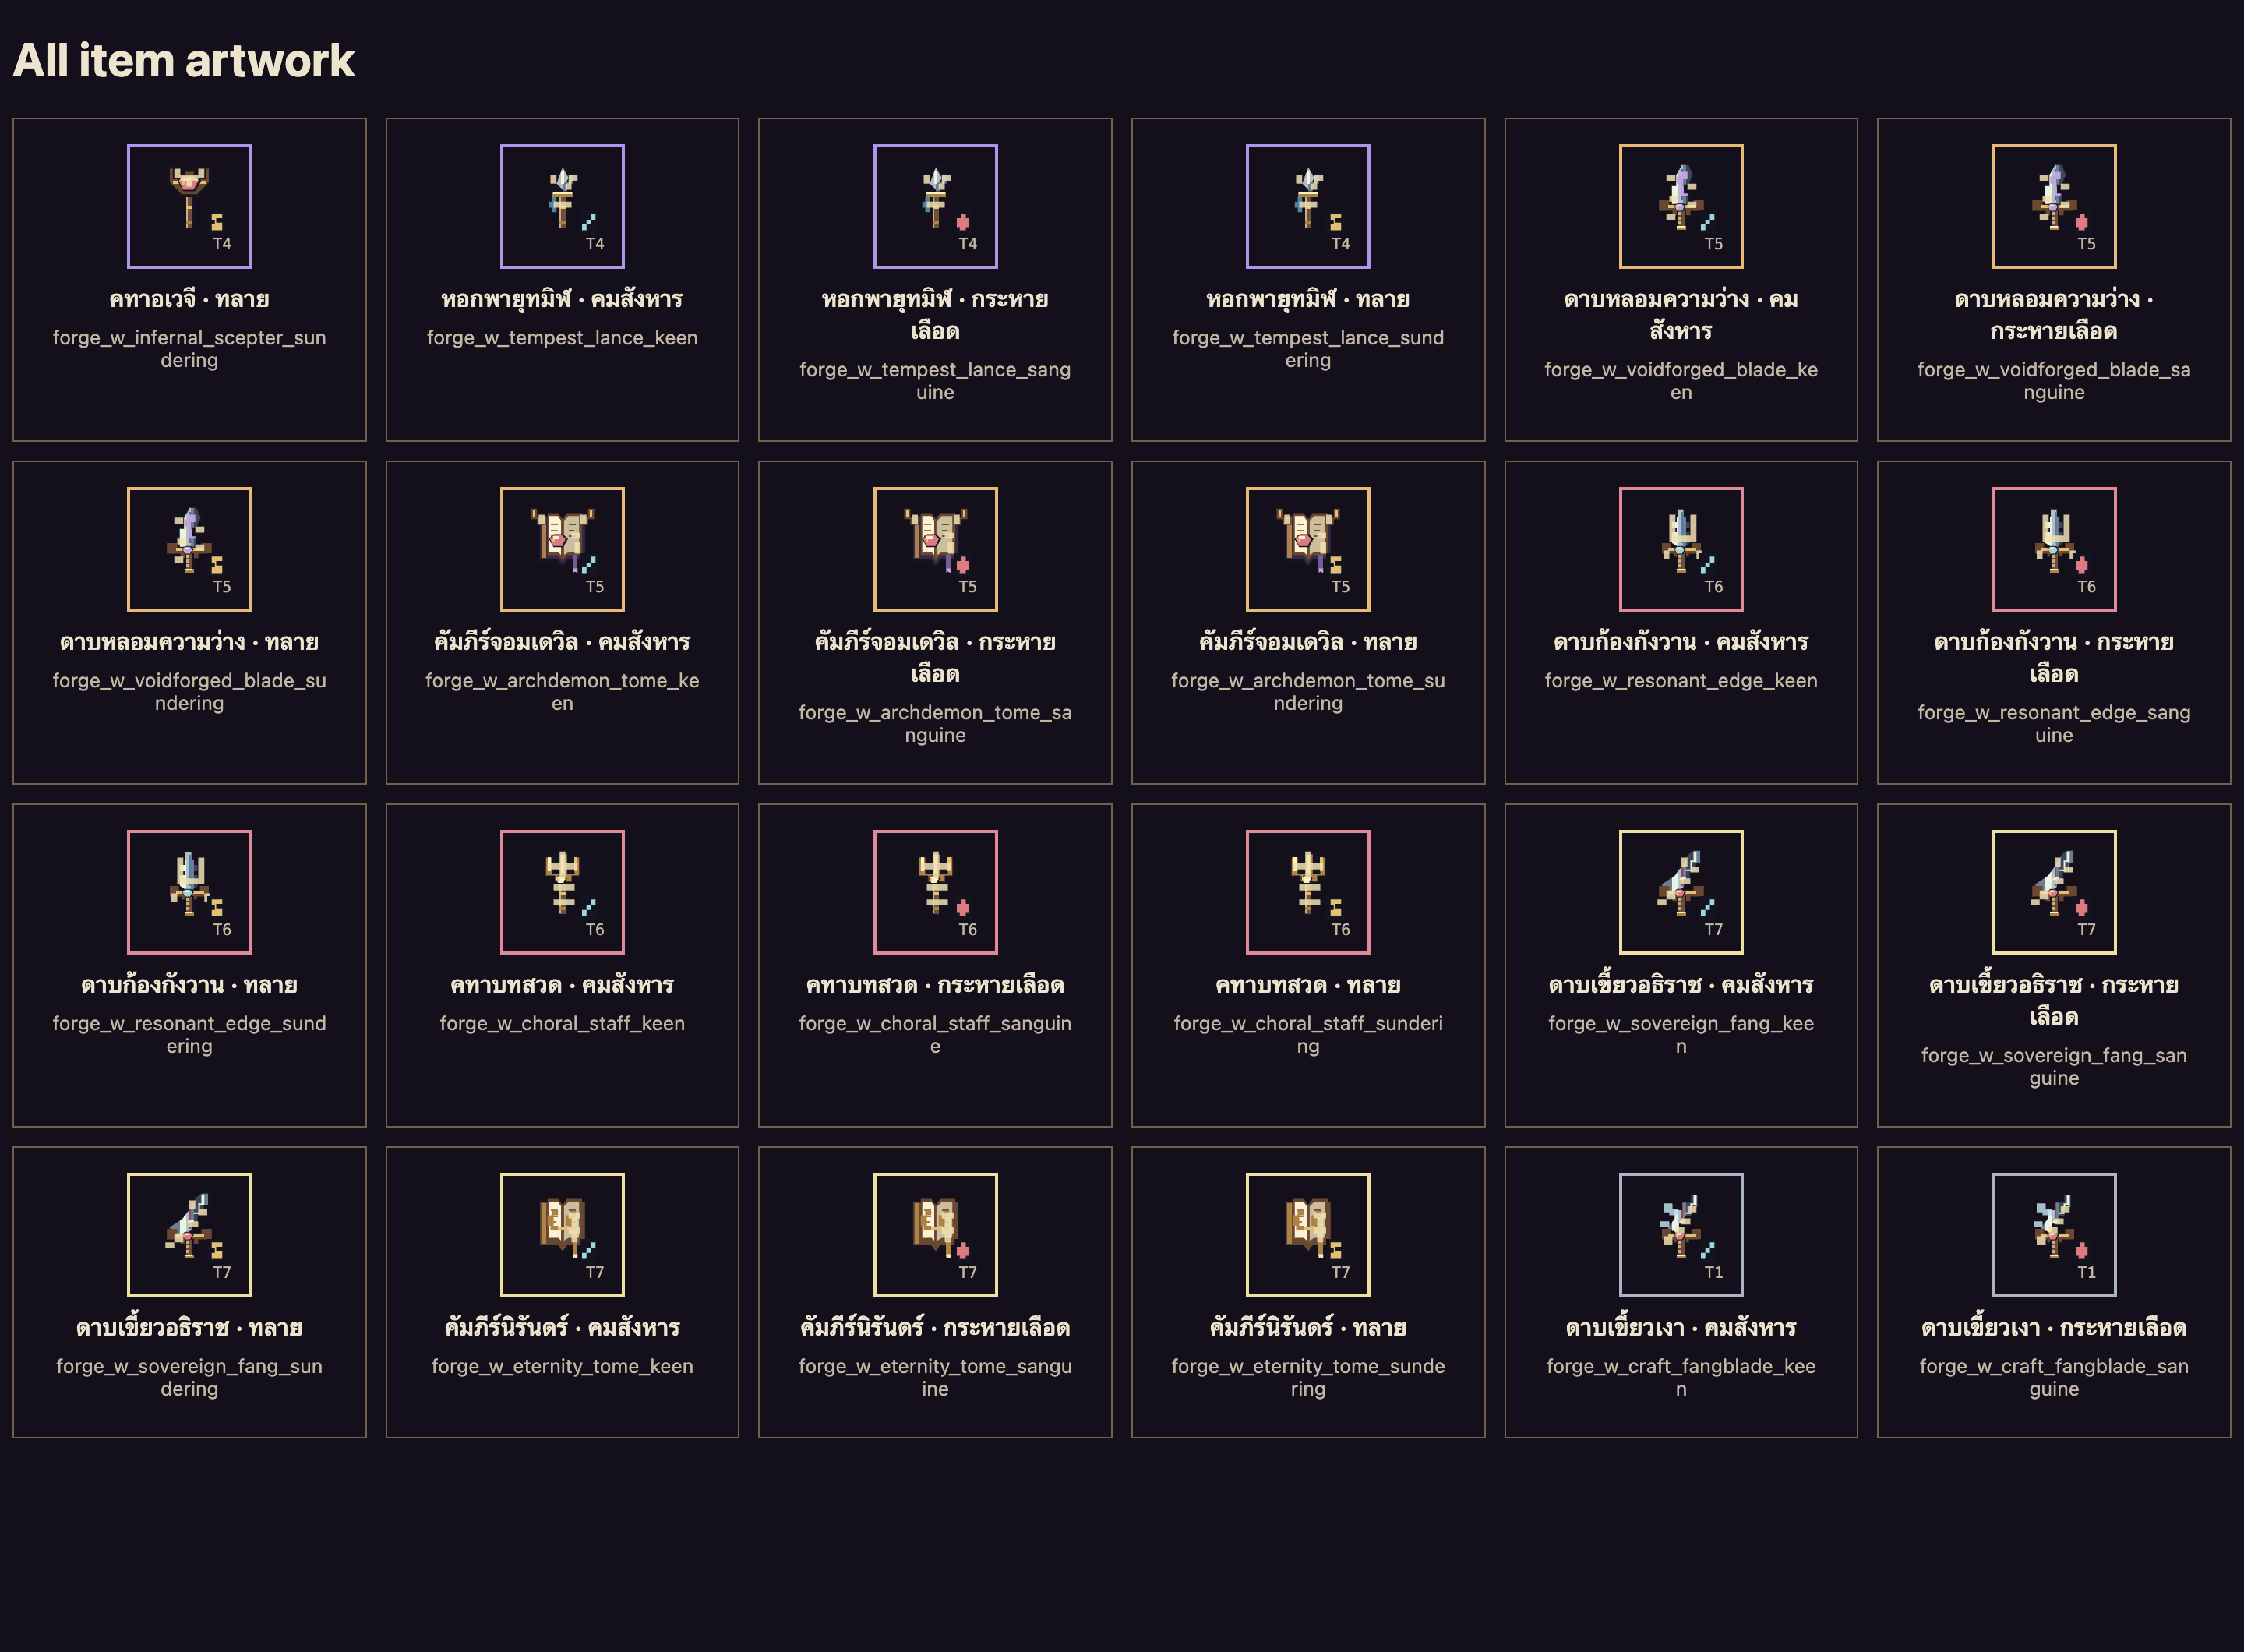 All item artwork
T4
T4
T4
T4
T5
T5
คทาอเวจี · ทลาย
หอกพายุทมิฬ · คมสังหาร
หอกพายุทมิฬ · กระหาย
เลือด
หอกพายุทมิฬ · ทลาย
ดาบหลอมความว่าง · คม
สังหาร
ดาบหลอมความว่าง ·
กระหายเลือด
forge_w_infernal_scepter_sun
dering
forge_w_tempest_lance_keen
forge_w_tempest_lance_sang
uine
forge_w_tempest_lance_sund
ering
forge_w_voidforged_blade_ke
en
forge_w_voidforged_blade_sa
nguine
T5
T5
T5
T5
T6
T6
ดาบหลอมความว่าง · ทลาย
คัมภีร์จอมเดวิล · คมสังหาร
คัมภีร์จอมเดวิล · กระหาย
เลือด
คัมภีร์จอมเดวิล · ทลาย
ดาบก้องกังวาน · คมสังหาร
ดาบก้องกังวาน · กระหาย
เลือด
forge_w_voidforged_blade_su
ndering
forge_w_archdemon_tome_ke
en
forge_w_archdemon_tome_sa
nguine
forge_w_archdemon_tome_su
ndering
forge_w_resonant_edge_keen
forge_w_resonant_edge_sang
uine
T6
T6
T6
T6
T7
T7
ดาบก้องกังวาน · ทลาย
คทาบทสวด · คมสังหาร
คทาบทสวด · กระหายเลือด
คทาบทสวด · ทลาย
ดาบเขี้ยวอธิราช · คมสังหาร
ดาบเขี้ยวอธิราช · กระหาย
เลือด
forge_w_resonant_edge_sund
ering
forge_w_choral_staff_keen
forge_w_choral_staff_sanguin
e
forge_w_choral_staff_sunderi
ng
forge_w_sovereign_fang_kee
n
forge_w_sovereign_fang_san
guine
T7
T7
T7
T7
T1
T1
ดาบเขี้ยวอธิราช · ทลาย
คัมภีร์นิรันดร์ · คมสังหาร
คัมภีร์นิรันดร์ · กระหายเลือด
คัมภีร์นิรันดร์ · ทลาย
ดาบเขี้ยวเงา · คมสังหาร
ดาบเขี้ยวเงา · กระหายเลือด
forge_w_sovereign_fang_sun
dering
forge_w_eternity_tome_keen
forge_w_eternity_tome_sangu
ine
forge_w_eternity_tome_sunde
ring
forge_w_craft_fangblade_kee
n
forge_w_craft_fangblade_san
guine